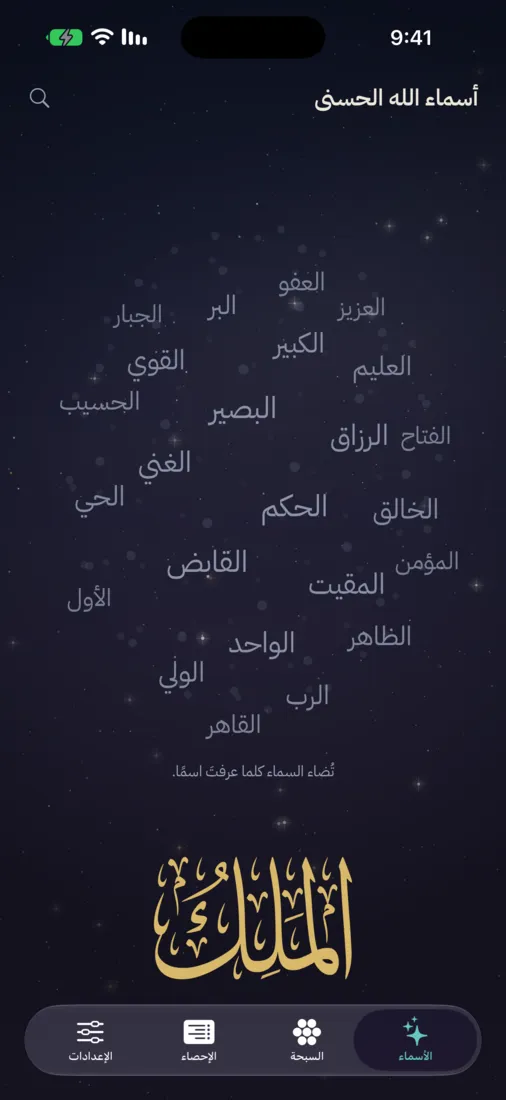 9:41
أسماء الله الحسنى
العفو
العزيز
البر
الجبار
الكبير
العليم
القوي
الحسيب
البصير
الرزاق
الفتاح
الغني
الحي
الحكم
الخالق
القابض
المؤمن
المقيت
الأول
الظاهر
الواحد
الولي
الرب
القاهر
تُضاء السماء كلما عرفتَ اسمًا.
المَلِكُ
الأسماء
السبحة
الإحصاء
الإعدادات